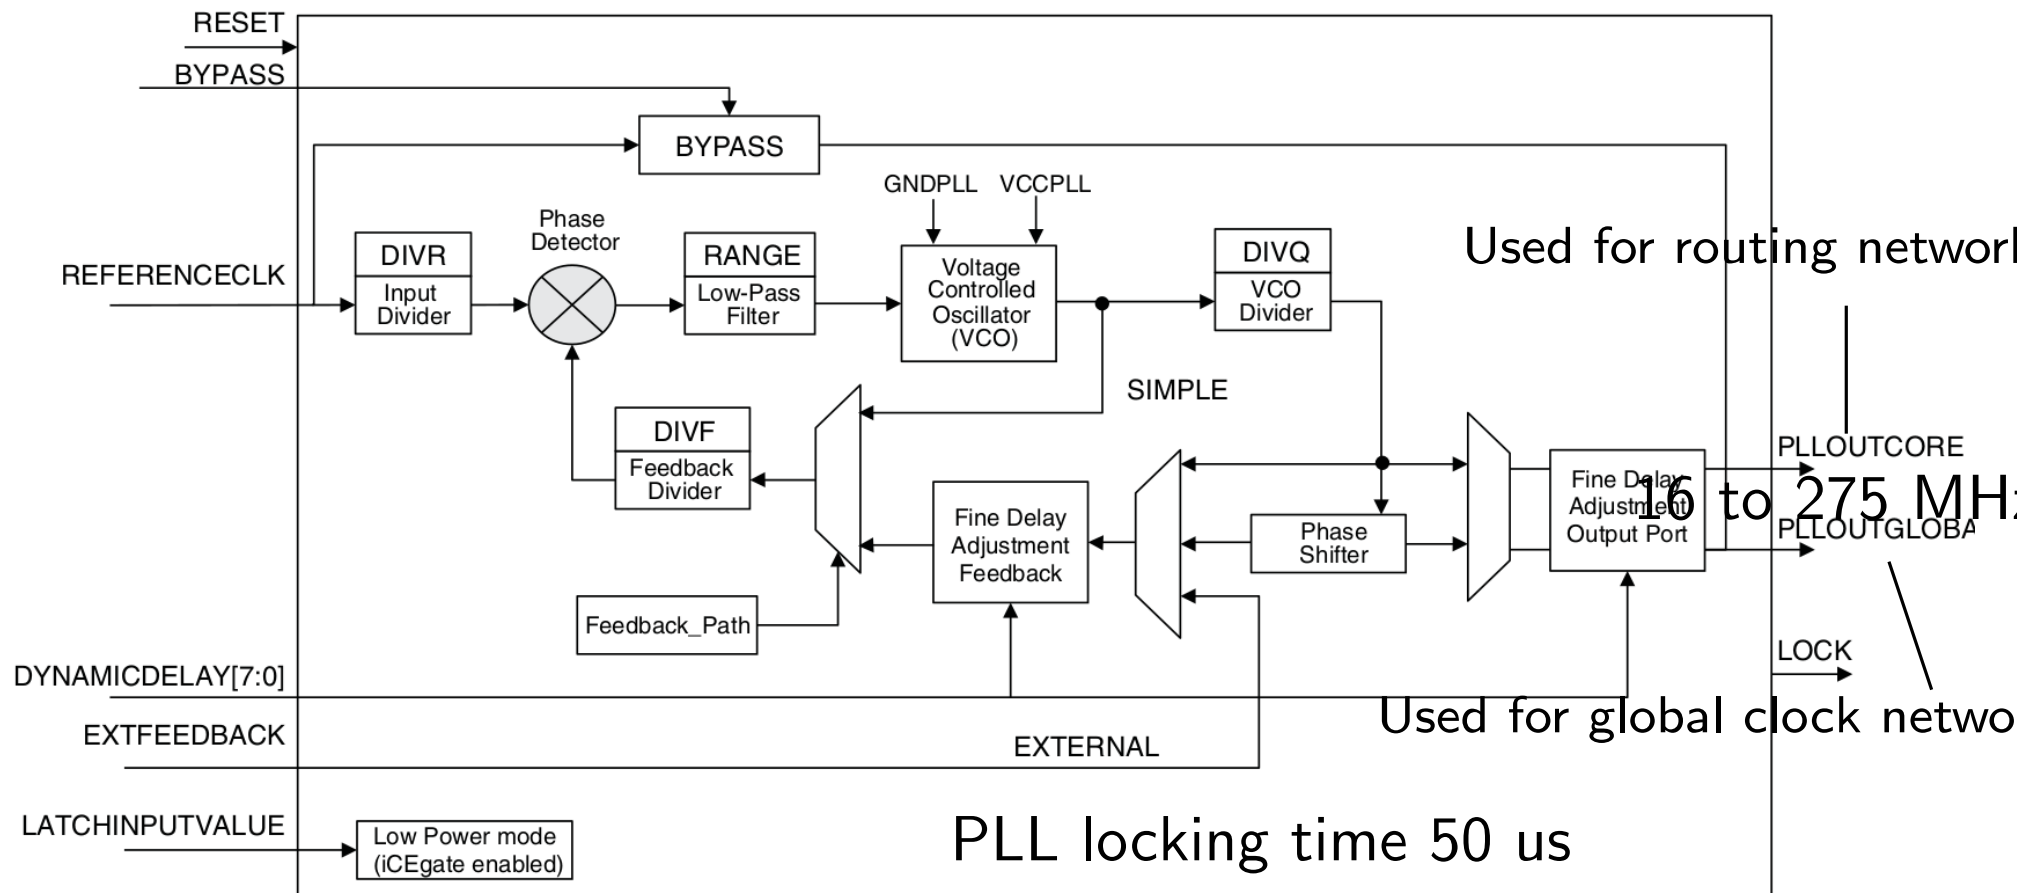 RESET
BYPASS
BYPASS
GNDPLL VCCPLL
Phase
Detector
DIVR
Input
Divider
RANGE
Low-Pass
Filter
Voltage
Controlled
Oscillator
(VCO)
DIVQ
VCO
Divider
Used for routing network
REFERENCECLK
SIMPLE
DIVF
Feedback
Divider
Fine Delay
Adjustment
Feedback
Phase
Shifter
Fine Delay
Adjustment
Output Port
PLLOUTCORE
16 to 275 MHz
PLLOUTGLOBA
Feedback_Path
LOCK
DYNAMICDELAY[7:0]
Used for global clock netwo
EXTFEEDBACK
EXTERNAL
LATCHINPUTVALUE
Low Power mode
(iCEgate enabled)
PLL locking time 50 us